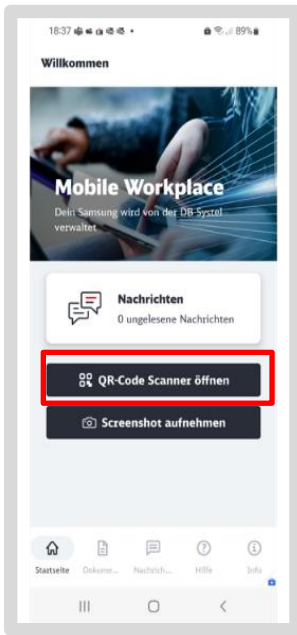 18:37
89%
Willkommen
Mobile Workplace
Dein Samsung wird von der DB Systel
verwaltet
Nachrichten
0 ungelesene Nachrichten
QR-Code Scanner öffnen
Screenshot aufnehmen
Startseite Dokume... Nachrich... Hilfe Info